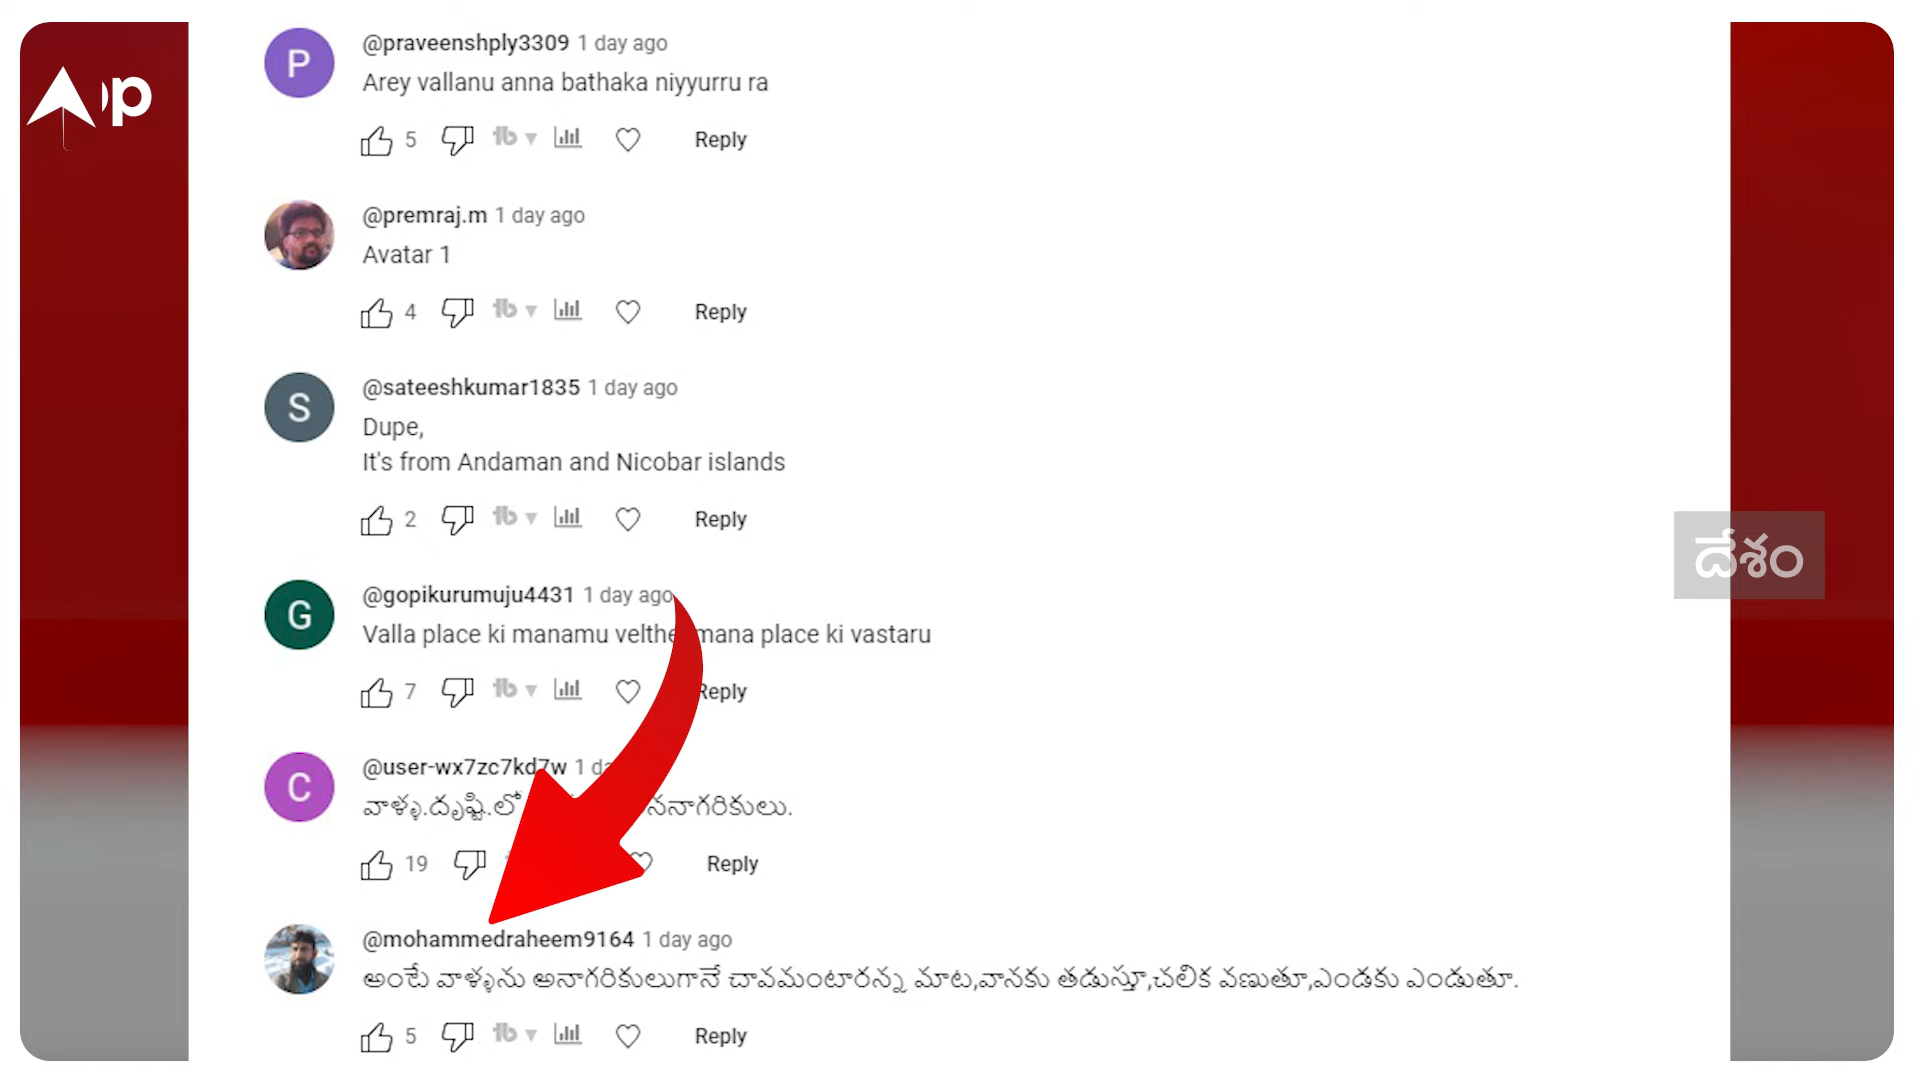 @praveenshply3309 1 day ago
Arey vallanu anna bathaka niyyurru ra
5 Reply
@premraj.m 1 day ago
Avatar 1
4 Reply
@sateeshkumar1835 1 day ago
Dupe,
It's from Andaman and Nicobar islands
2 Reply
దేశం
@gopikurumuju4431 1 day ago
Valla place ki manamu velthe mana place ki vastaru
7 Reply
@user-wx7zc7kd7w 1
వాళ్ళ.దృష్టి.లో
19 Reply
@mohammedraheem9164 1 day ago
అంటే వాళ్ళను అనాగరికులుగానే చావమంటారన్న మాట,వానకు తడుస్తూ,చలిక వణుతూ,ఎండకు ఎండుతూ.
5 Reply